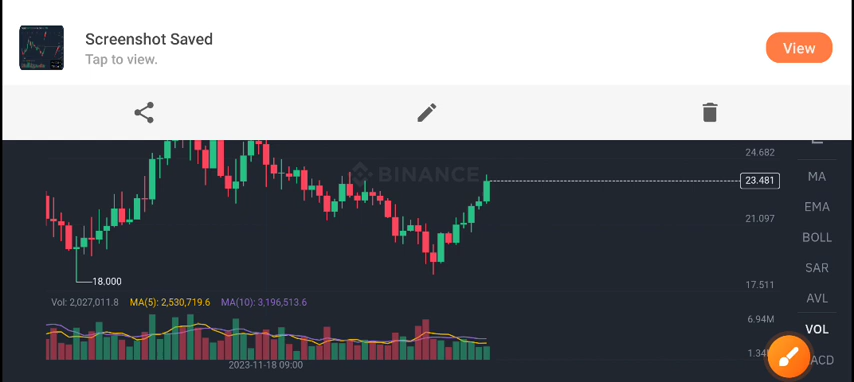 Screenshot Saved
Tap to view.
View
BINANCE
24.682
23.481
21.097
17.511
18.000
MA
EMA
BOLL
SAR
AVL
VOL
Vol: 2,027,011.8 MA(5): 2,530,719.6 MA(10): 3,196,513.6
6.94M
2023-11-18 09:00